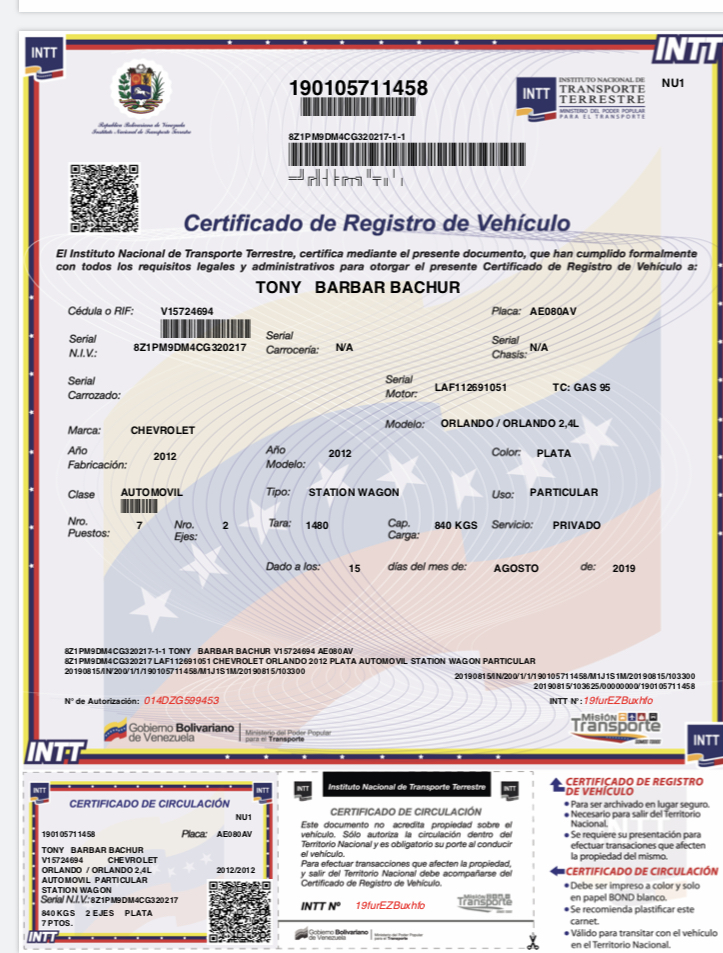 INTT
INTT
190105711458
INTT INSTITUTO NACIONAL DE
TRANSPORTE
TERRESTRE
MINISTERIO DEL PODER POPULAR
PARA EL TRANSPORTE
NU1
República Bolivariana de Venezuela
Instituto Nacional de Transporte Terrestre
8Z1PM9DM4CG320217-1-1
Certificado de Registro de Vehículo
El Instituto Nacional de Transporte Terrestre, certifica mediante el presente documento, que han cumplido formalmente
con todos los requisitos legales y administrativos para otorgar el presente Certificado de Registro de Vehículo a:
TONY BARBAR BACHUR
Cédula o RIF: V15724694 Placa: AE080AV
Serial N.I.V.: 8Z1PM9DM4CG320217 Serial Carrocería: N/A Serial Chasis: N/A
Serial Carrozado: Serial Motor: LAF112691051 TC: GAS 95
Marca: CHEVROLET Modelo: ORLANDO / ORLANDO 2,4L
Año Fabricación: 2012 Año Modelo: 2012 Color: PLATA
Clase AUTOMOVIL Tipo: STATION WAGON Uso: PARTICULAR
Nro. Puestos: 7 Nro. Ejes: 2 Tara: 1480 Cap. Carga: 840 KGS Servicio: PRIVADO
Dado a los: 15 días del mes de: AGOSTO de: 2019
8Z1PM9DM4CG320217-1-1 TONY BARBAR BACHUR V15724694 AE080AV
8Z1PM9DM4CG320217 LAF112691051 CHEVROLET ORLANDO 2012 PLATA AUTOMOVIL STATION WAGON PARTICULAR
20190815/IN/200/1/1/190105711458/M1J1S1M/20190815/103300
20190815/IN/200/1/1/190105711458/M1J1S1M/20190815/103300
20190815/103625/00000000/190105711458
N° de Autorización: 014DZG599453
INTT N°: 19furEZBuxhfo
Gobierno Bolivariano de Venezuela
Ministerio del Poder Popular para el Transporte
Misión Transporte
INTT
INTT
INTT
INTT
CERTIFICADO DE CIRCULACIÓN
NU1
190105711458 Placa: AE080AV
TONY BARBAR BACHUR
V15724694 CHEVROLET
ORLANDO / ORLANDO 2,4L 2012/2012
AUTOMOVIL PARTICULAR
STATION WAGON
Serial N.I.V.: 8Z1PM9DM4CG320217
840 KGS 2 EJES PLATA
7 PTOS.
INTT
INTT
Instituto Nacional de Transporte Terrestre
INTT
CERTIFICADO DE CIRCULACIÓN
Este documento no acredita propiedad sobre el
vehículo. Sólo autoriza la circulación dentro del
Territorio Nacional y es obligatorio su porte al conducir
el vehículo.
Para efectuar transacciones que afecten la propiedad,
y salir del Territorio Nacional debe acompañarse del
Certificado de Registro de Vehículo.
INTT Nº 19furEZBuxhfo
Transporte
Gobierno Bolivariano de Venezuela
Ministerio del Poder Popular para el Transporte
CERTIFICADO DE REGISTRO
DE VEHÍCULO
• Para ser archivado en lugar seguro.
• Necesario para salir del Territorio
Nacional.
• Se requiere su presentación para
efectuar transaciones que afecten
la propiedad del mismo.
CERTIFICADO DE CIRCULACIÓN
• Debe ser impreso a color y solo
en papel BOND blanco.
• Se recomienda plastificar este
carnet.
• Válido para transitar con el vehículo
en el Territorio Nacional.